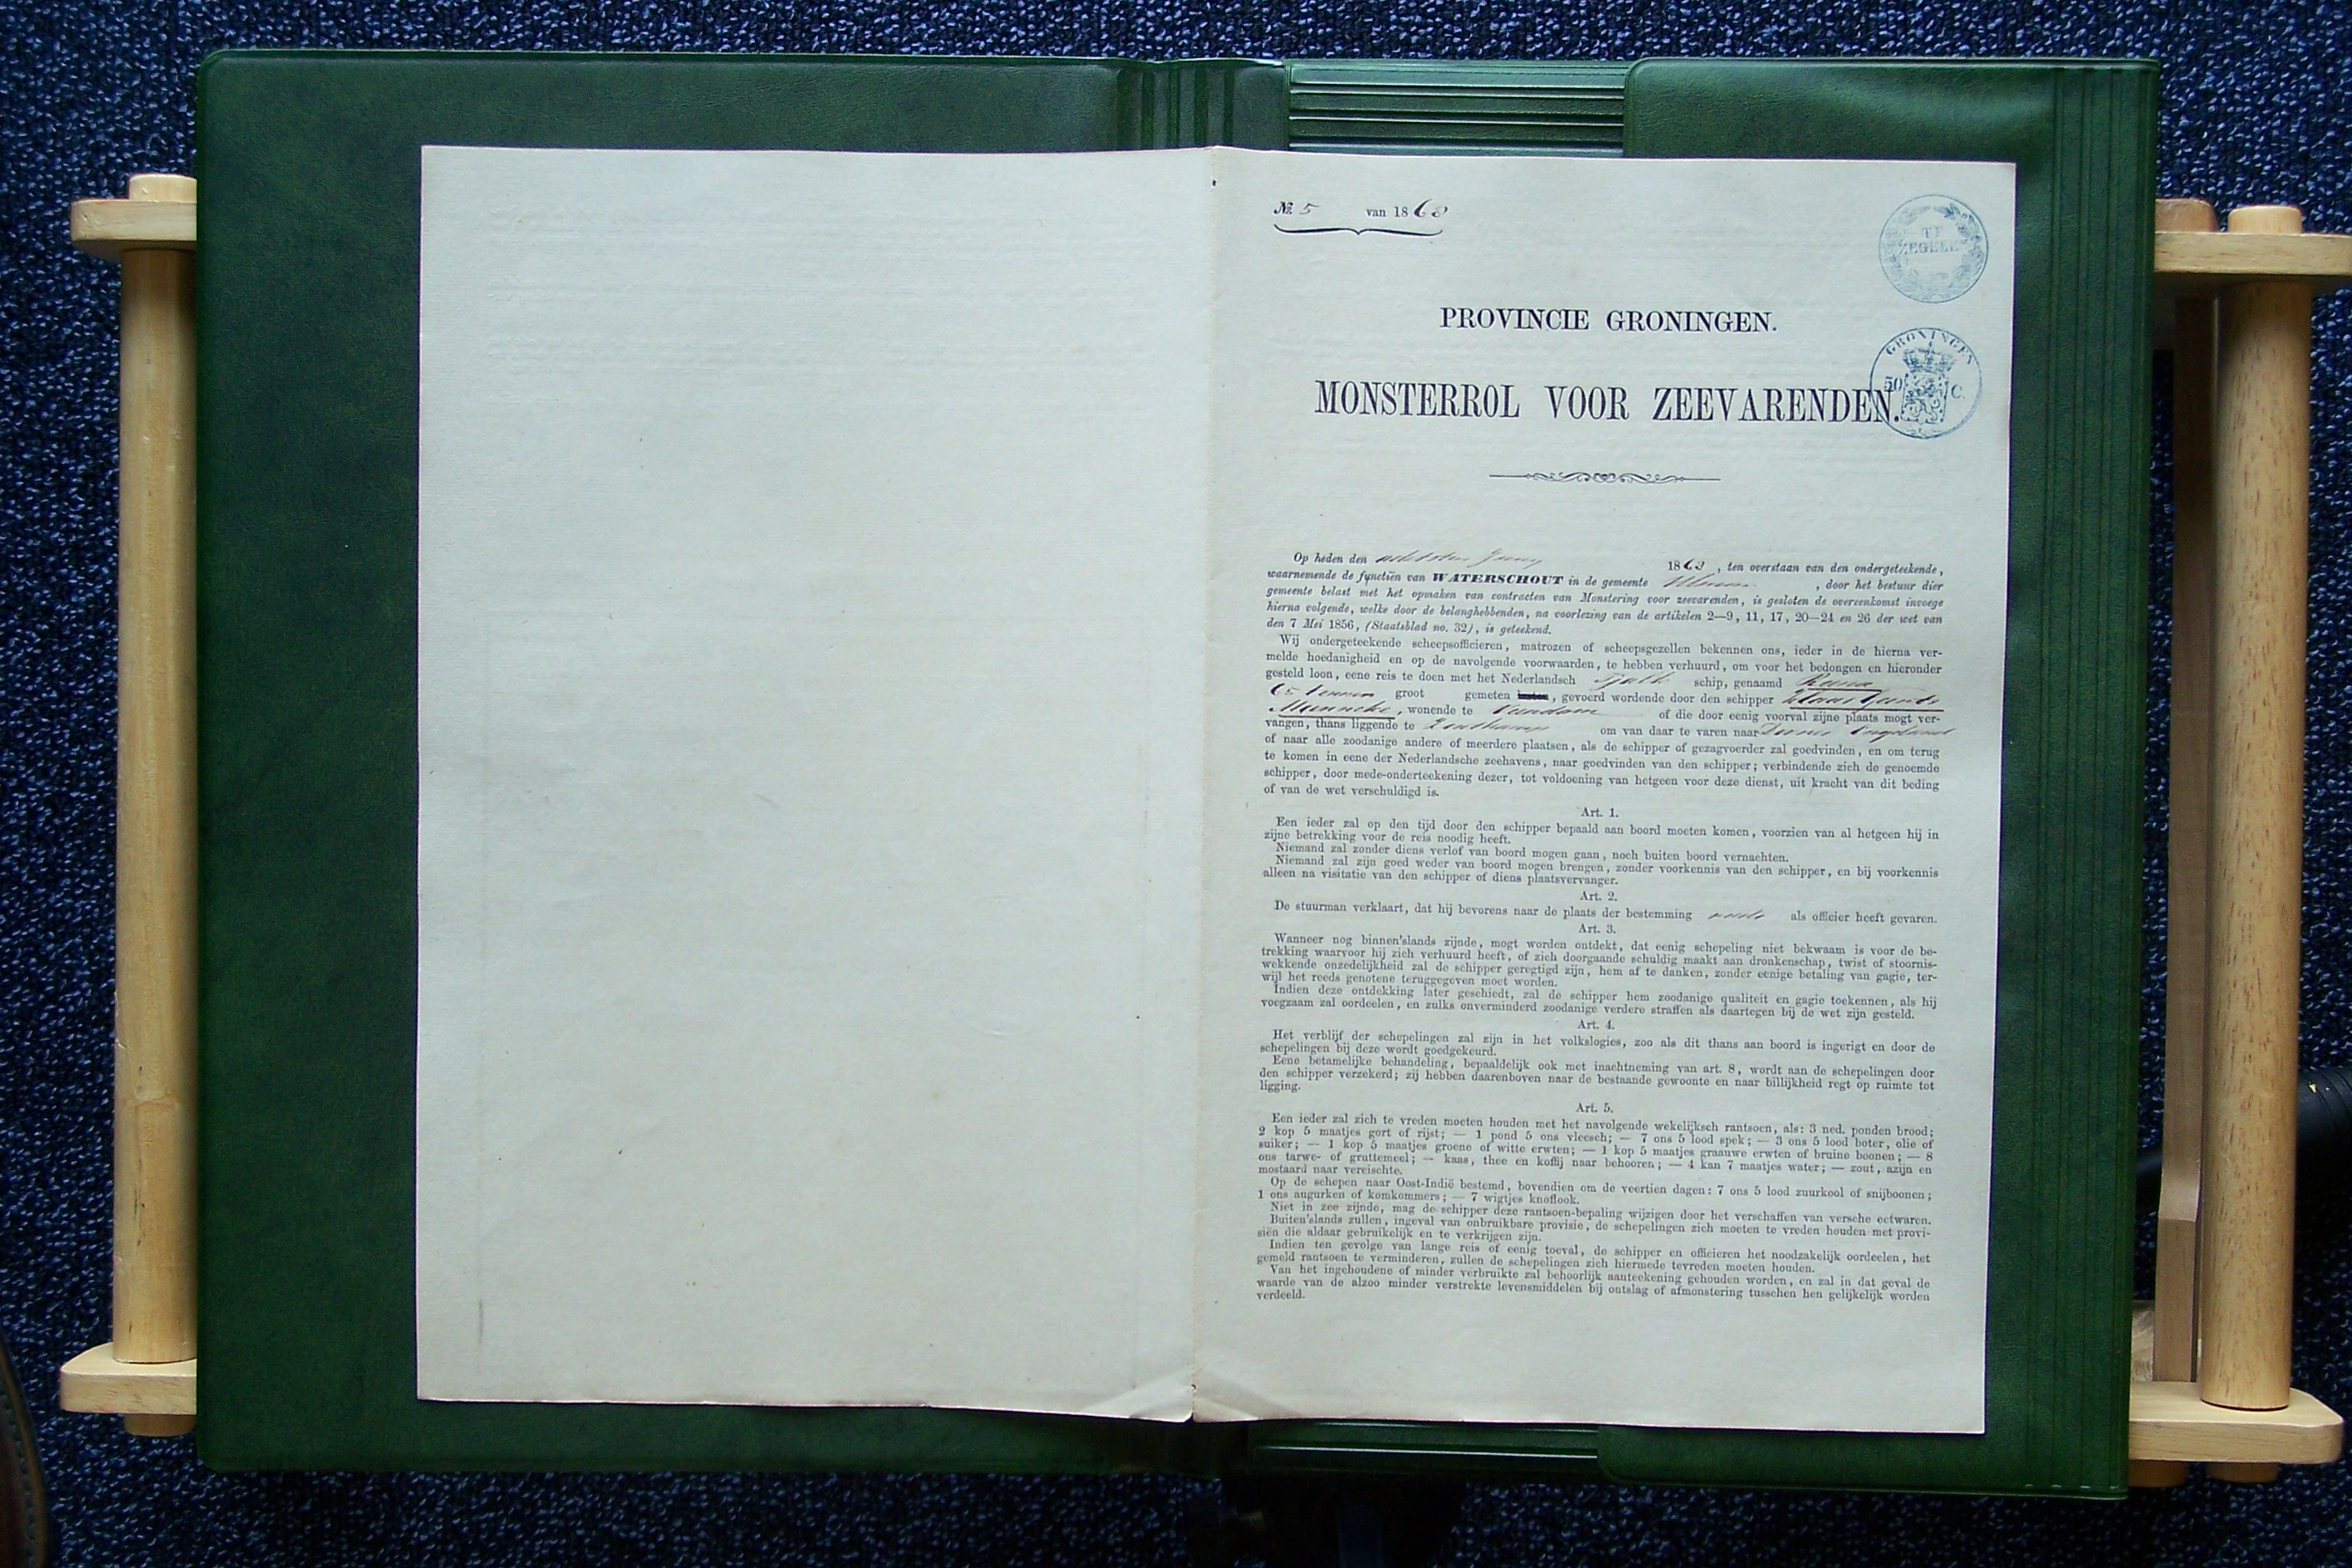 № 5 van 1868
TE ZEGELE
PROVINCIE GRONINGEN.
GRONINGEN
50 C.
MONSTERROL VOOR ZEEVARENDEN.
Op heden den 1868, ten overstaan van den ondergeteekende,
waarnemende de functiën van WATERSCHOUT in de gemeente Ulrum, door het bestuur dier
gemeente belast met het opmaken van contracten van Monstering voor zeevarenden, is gesloten de overeenkomst invoege
hierna volgende, welke door de belanghebbenden, na voorlezing van de artikelen 2—9, 11, 17, 20—24 en 26 der wet van
den 7 Mei 1856, (Staatsblad no. 32), is geteekend.
Wij ondergeteekende scheepsofficieren, matrozen of scheepsgezellen bekennen ons, ieder in de hierna ver-
melde hoedanigheid en op de navolgende voorwaarden, te hebben verhuurd, om voor het bedongen en hieronder
gesteld loon, eene reis te doen met het Nederlandsch Tjalk schip, genaamd
65 tonnen groot gemeten lasten, gevoerd wordende door den schipper Klaas
Munneke, wonende te Veendam of die door eenig voorval zijne plaats mogt ver-
vangen, thans liggende te Zoutkamp om van daar te varen naar Engeland
of naar alle zoodanige andere of meerdere plaatsen, als de schipper of gezagvoerder zal goedvinden, en om terug
te komen in eene der Nederlandsche zeehavens, naar goedvinden van den schipper; verbindende zich de genoemde
schipper, door mede-onderteekening dezer, tot voldoening van hetgeen voor deze dienst, uit kracht van dit beding
of van de wet verschuldigd is.
Art. 1.
Een ieder zal op den tijd door den schipper bepaald aan boord moeten komen, voorzien van al hetgeen hij in
zijne betrekking voor de reis noodig heeft.
Niemand zal zonder diens verlof van boord mogen gaan, noch buiten boord vernachten.
Niemand zal zijn goed weder van boord mogen brengen, zonder voorkennis van den schipper, en bij voorkennis
alleen na visitatie van den schipper of diens plaatsvervanger.
Art. 2.
De stuurman verklaart, dat hij bevorens naar de plaats der bestemming als officier heeft gevaren.
Art. 3.
Wanneer nog binnen'slands zijnde, mogt worden ontdekt, dat eenig schepeling niet bekwaam is voor de be-
trekking waarvoor hij zich verhuurd heeft, of zich doorgaande schuldig maakt aan dronkenschap, twist of stoornis-
wekkende onzedelijkheid zal de schipper geregtigd zijn, hem af te danken, zonder eenige betaling van gagie, ter-
wijl het reeds genotene teruggegeven moet worden.
Indien deze ontdekking later geschiedt, zal de schipper hem zoodanige qualiteit en gagie toekennen, als hij
voegzaam zal oordeelen, en zulks onverminderd zoodanige verdere straffen als daartegen bij de wet zijn gesteld.
Art. 4.
Het verblijf der schepelingen zal zijn in het volkslogies, zoo als dit thans aan boord is ingerigt en door de
schepelingen bij deze wordt goedgekeurd.
Eene betamelijke behandeling, bepaaldelijk ook met inachtneming van art. 8, wordt aan de schepelingen door
den schipper verzekerd; zij hebben daarenboven naar de bestaande gewoonte en naar billijkheid regt op ruimte tot
ligging.
Art. 5.
Een ieder zal zich te vreden moeten houden met het navolgende wekelijksch rantsoen, als: 3 ned. ponden brood;
2 kop 5 maatjes gort of rijst; — 1 pond 5 ons vleesch; — 7 ons 5 lood spek; — 3 ons 5 lood boter, olie of
suiker; — 1 kop 5 maatjes groene of witte erwten; — 1 kop 5 maatjes graauwe erwten of bruine boonen; — 8
ons tarwe- of gruttemeel; — kaas, thee en koffij naar behooren; — 4 kan 7 maatjes water; — zout, azijn en
mostaard naar vereischte.
Op de schepen naar Oost-Indië bestemd, bovendien om de veertien dagen: 7 ons 5 lood zuurkool of snijboonen;
1 ons augurken of komkommers; — 7 wigtjes knoflook.
Niet in zee zijnde, mag de schipper deze rantsoen-bepaling wijzigen door het verschaffen van versche eetwaren.
Buiten'slands zullen, ingeval van onbruikbare provisie, de schepelingen zich moeten te vreden houden met provi-
siën die aldaar gebruikelijk en te verkrijgen zijn.
Indien ten gevolge van lange reis of eenig toeval, de schipper en officieren het noodzakelijk oordeelen, het
gemeld rantsoen te verminderen, zullen de schepelingen zich hiermede tevreden moeten houden.
Van het ingehoudene of minder verbruikte zal behoorlijk aanteekening gehouden worden, en zal in dat geval de
waarde van de alzoo minder verstrekte levensmiddelen bij ontslag of afmonstering tusschen hen gelijkelijk worden
verdeeld.